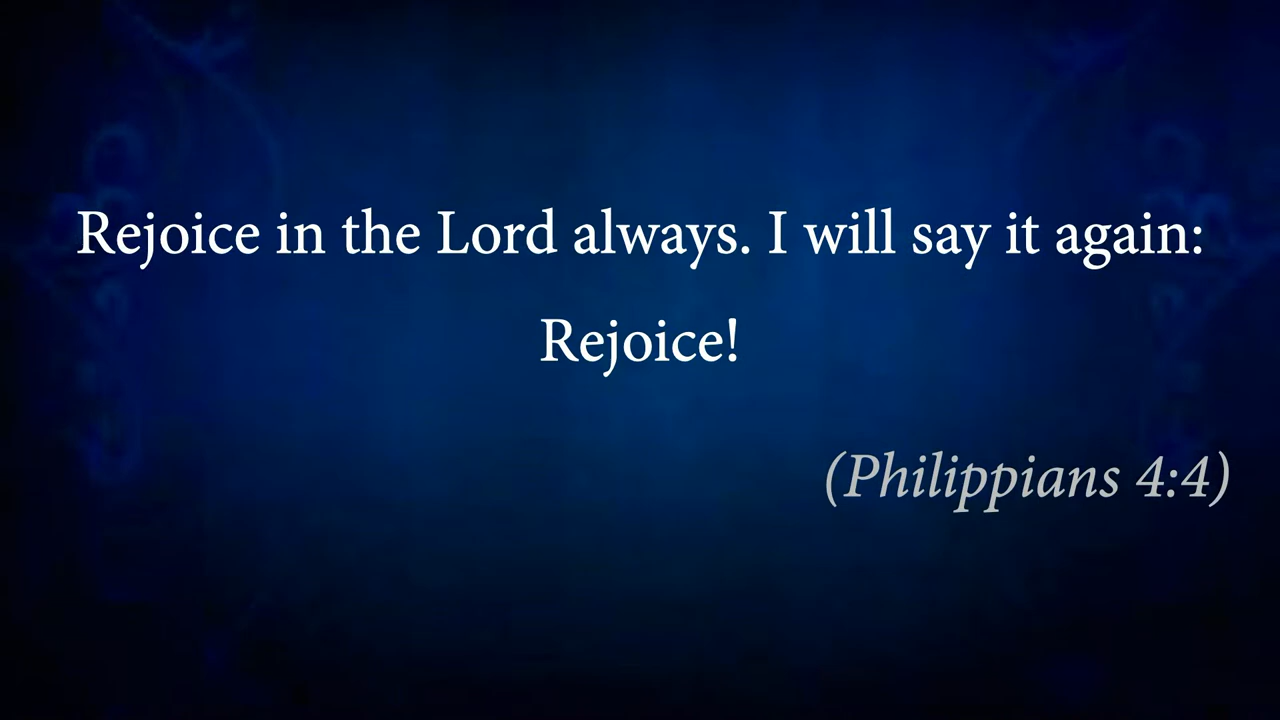 Rejoice in the Lord always. I will say it again:
Rejoice!
(Philippians 4:4)